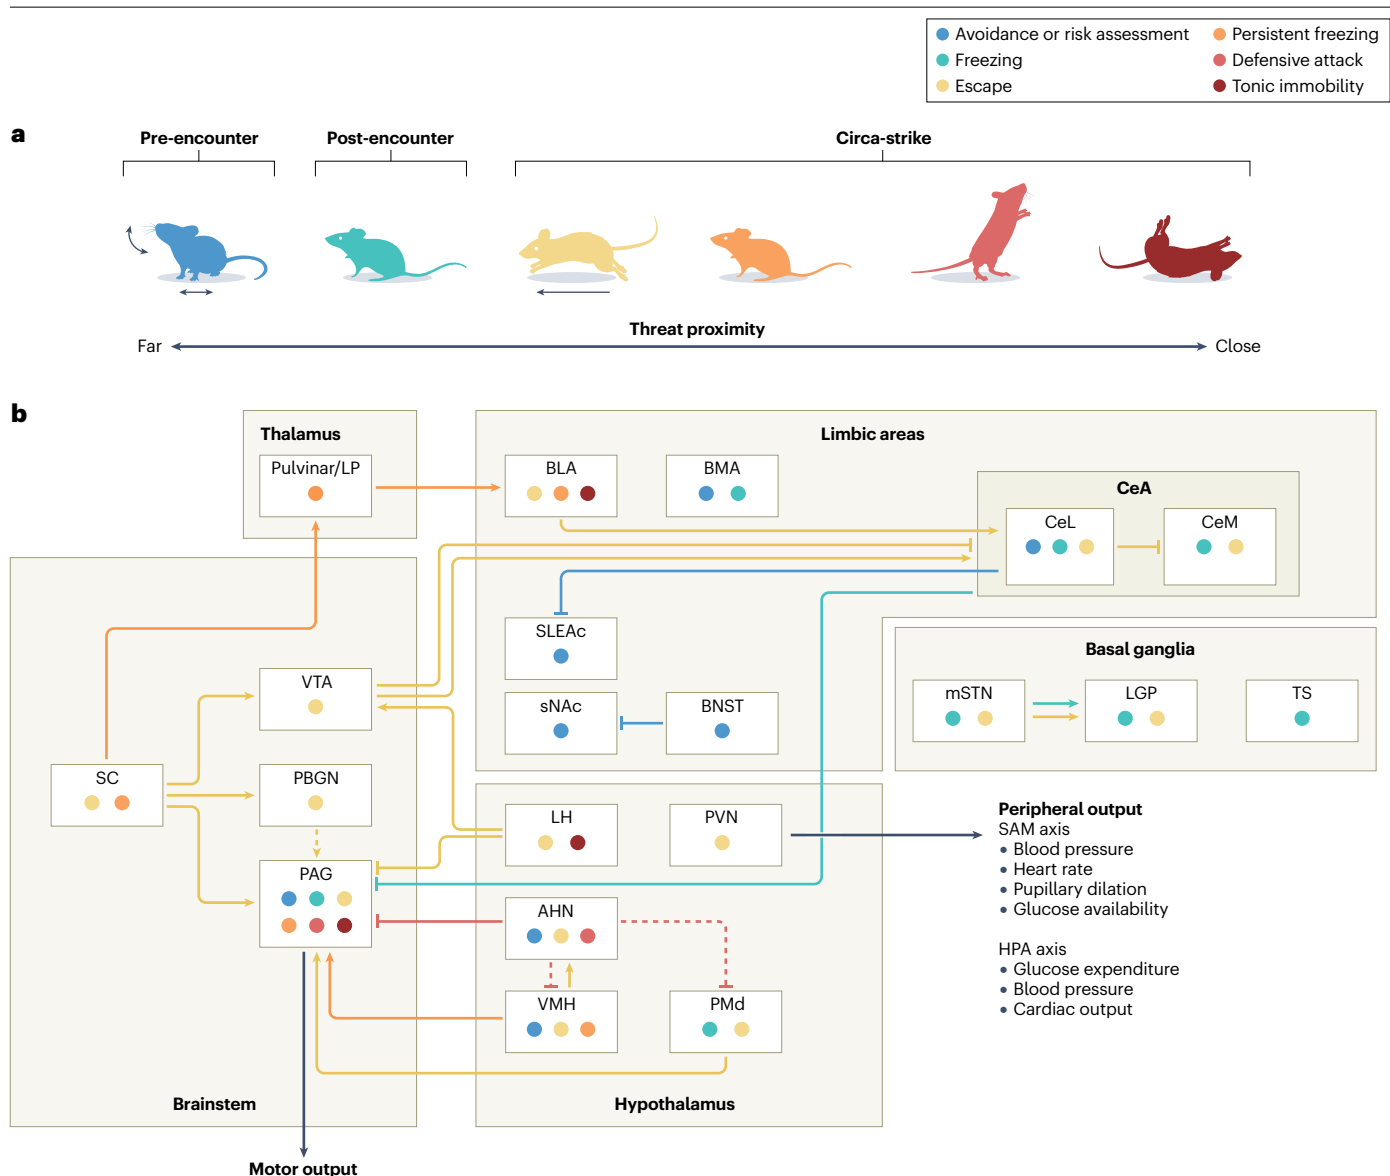 Avoidance or risk assessment
Freezing
Escape
Persistent freezing
Defensive attack
Tonic immobility
a
Pre-encounter
Post-encounter
Circa-strike
Threat proximity
Far
Close
b
Thalamus
Pulvinar/LP
Limbic areas
BLA
BMA
CeA
CeL
CeM
SLEAc
sNAc
BNST
Basal ganglia
mSTN
LGP
TS
VTA
SC
PBGN
PAG
Brainstem
Motor output
LH
PVN
AHN
VMH
PMd
Hypothalamus
Peripheral output
SAM axis
• Blood pressure
• Heart rate
• Pupillary dilation
• Glucose availability
HPA axis
• Glucose expenditure
• Blood pressure
• Cardiac output